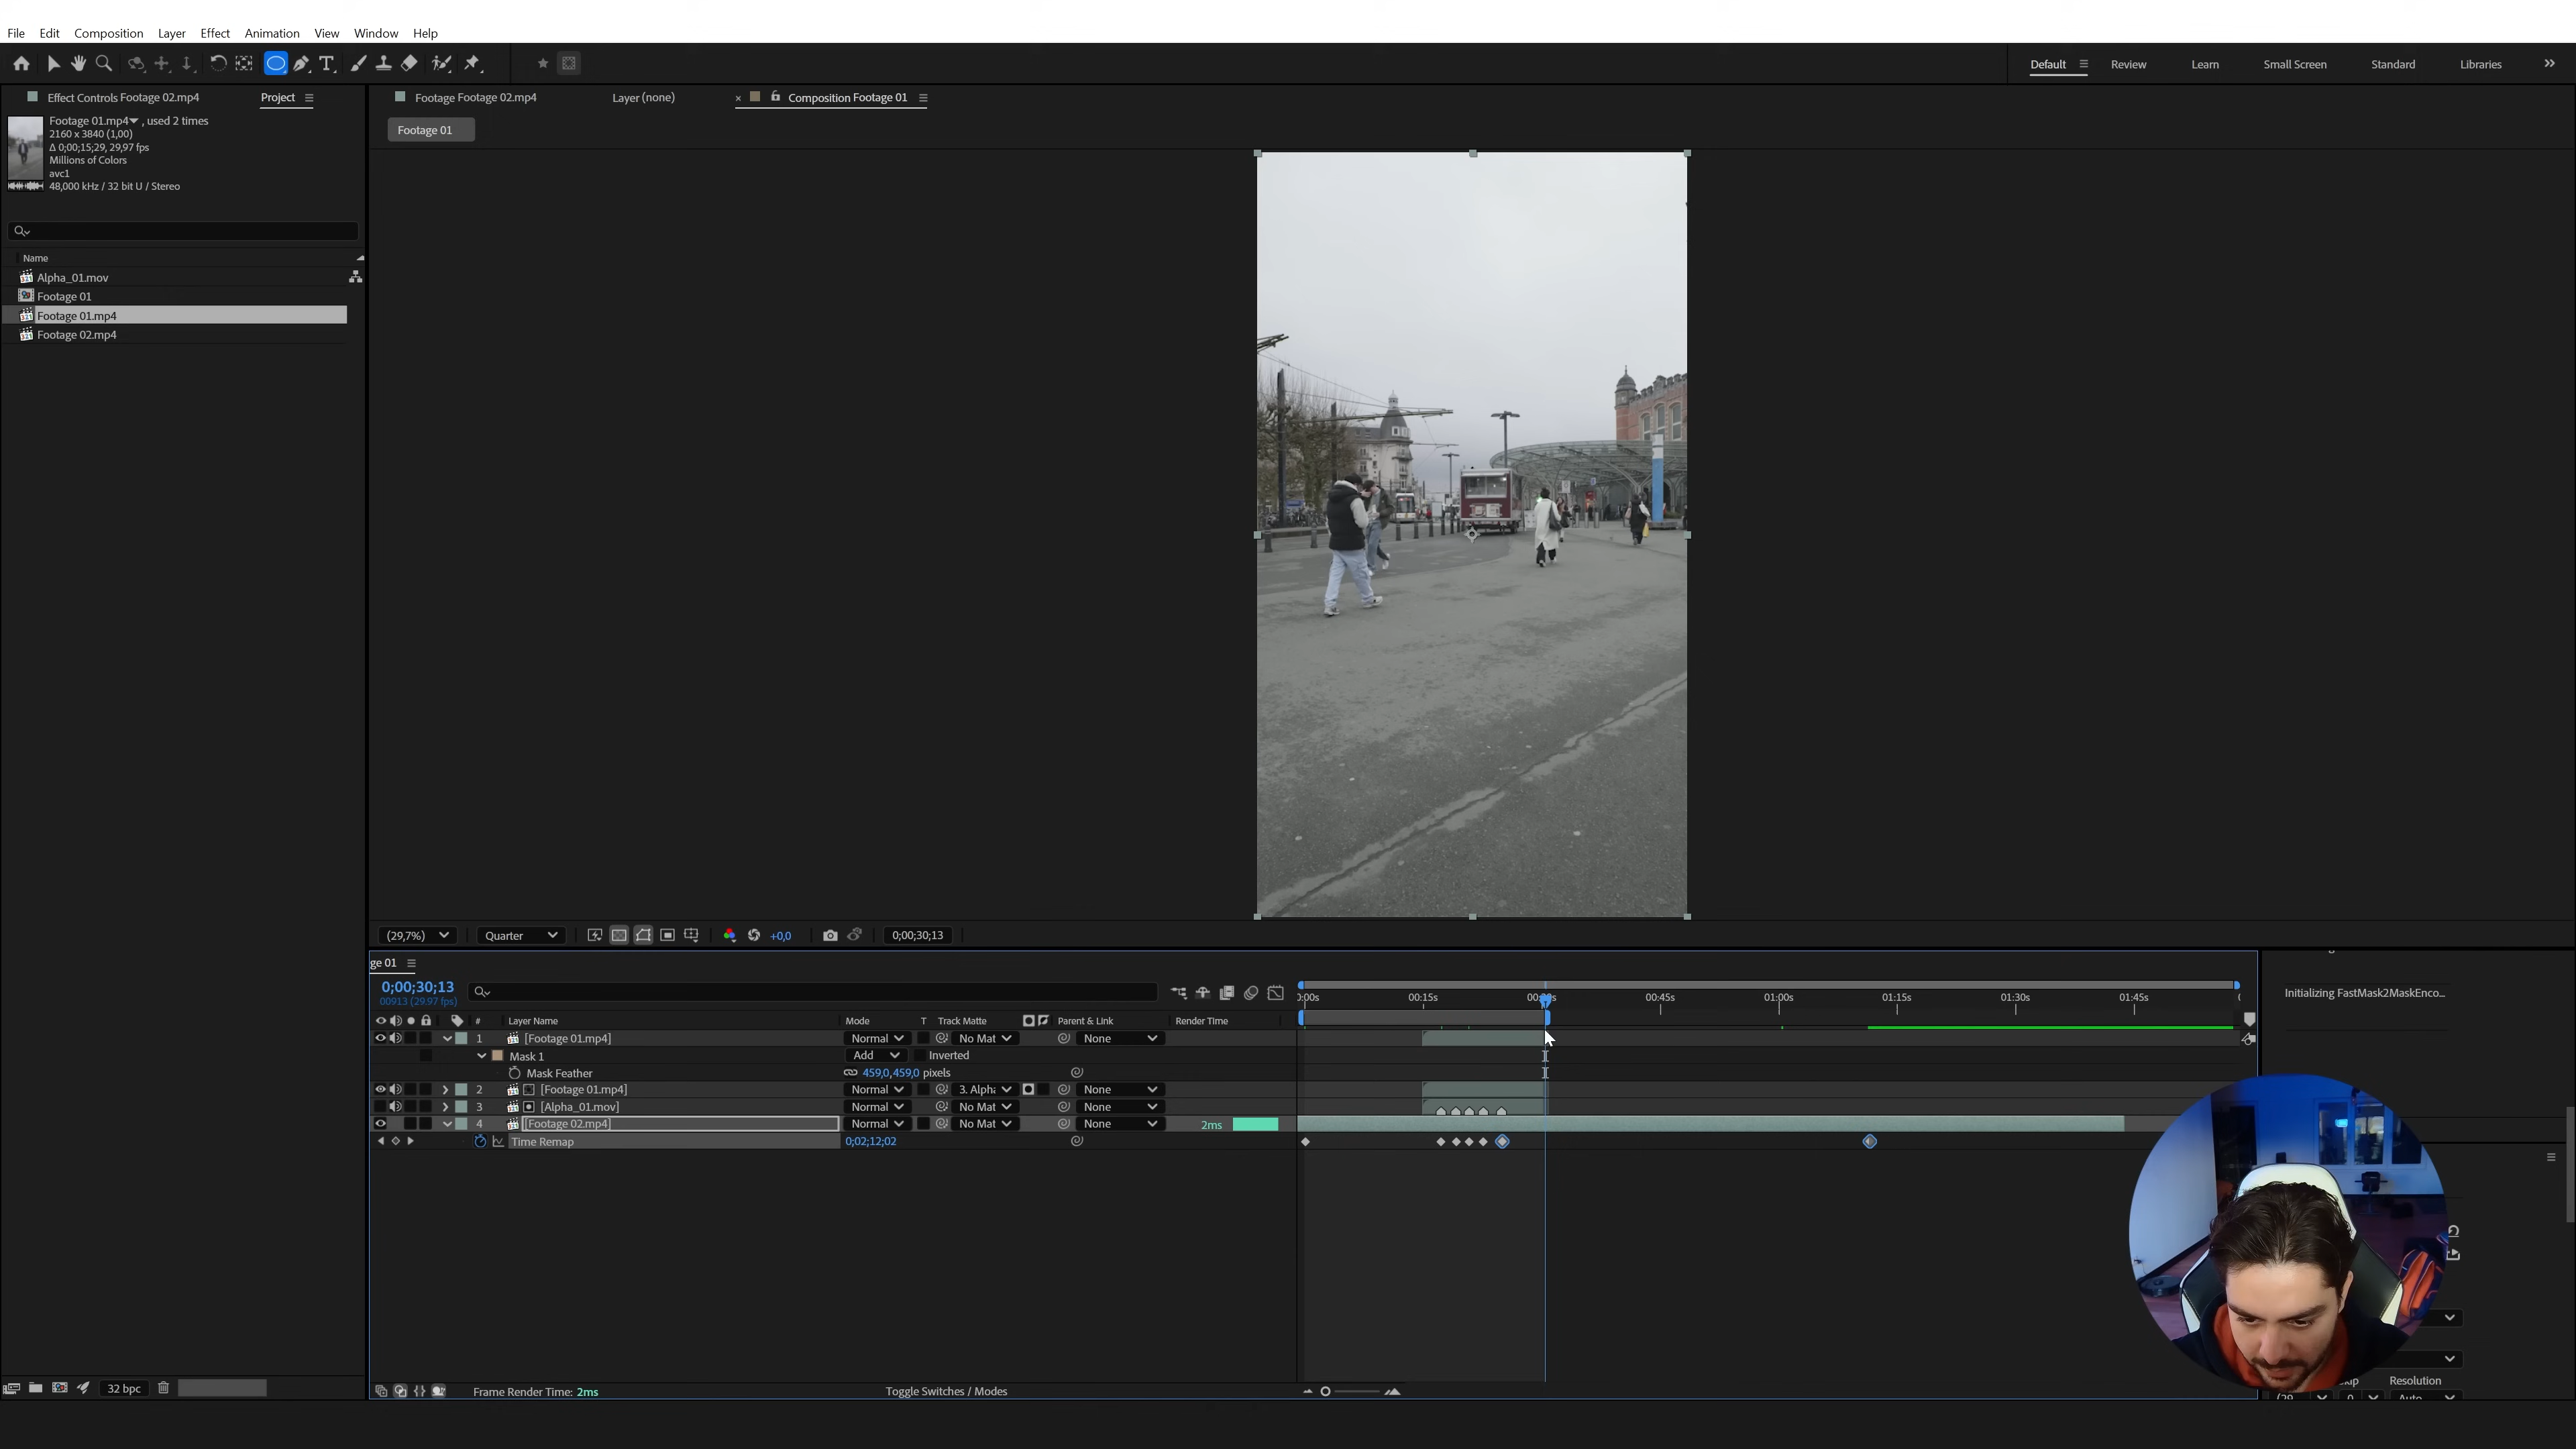 File Edit Composition Layer Effect Animation View Window Help
Default Review Learn Small Screen Standard Libraries
Effect Controls Footage 02.mp4 Project
Footage Footage 02.mp4 Layer (none) Composition Footage 01
Footage 01.mp4 , used 2 times
2160 x 3840 (1,00)
Δ 0;00;15;29, 29,97 fps
Millions of Colors
avc1
48,000 kHz / 32 bit U / Stereo
Footage 01
Name
Alpha_01.mov
Footage 01
Footage 01.mp4
Footage 02.mp4
(29,7%) Quarter +0,0 0;00;30;13
ge 01
0;00;30;13
00913 (29.97 fps)
:00s 00:15s 00:45s 01:00s 01:15s 01:30s 01:45s
# Layer Name Mode T Track Matte Parent & Link Render Time
1 [Footage 01.mp4] Normal No Mat None
Mask 1 Add Inverted
Mask Feather 459,0,459,0 pixels
2 [Footage 01.mp4] Normal 3. Alpha None
3 [Alpha_01.mov] Normal No Mat None
4 [Footage 02.mp4] Normal No Mat None 2ms
Time Remap 0;02;12;02
Initializing FastMask2MaskEnco...
Resolution
Auto
32 bpc
Frame Render Time: 2ms
Toggle Switches / Modes